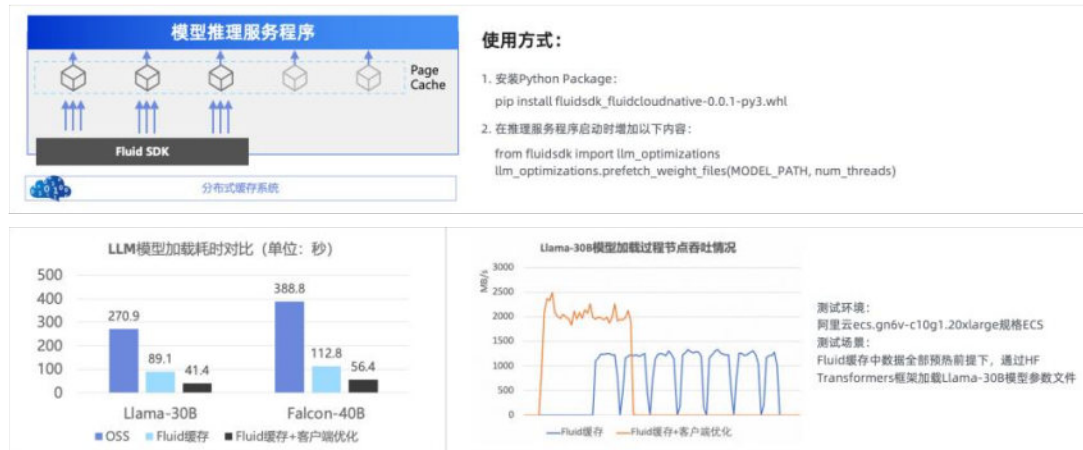 模型推理服务程序
Page
Cache
Fluid SDK
分布式缓存系统
使用方式：
1. 安装Python Package：
pip install fluidsdk_fluidcloudnative-0.0.1-py3.whl
2. 在推理服务程序启动时增加以下内容：
from fluidsdk import llm_optimizations
llm_optimizations.prefetch_weight_files(MODEL_PATH, num_threads)
LLM模型加载耗时对比（单位：秒）
500
400
300
200
100
0
270.9
89.1
41.4
388.8
112.8
56.4
Llama-30B
Falcon-40B
OSS
Fluid缓存
Fluid缓存+客户端优化
Llama-30B模型加载过程节点吞吐情况
MB/s
3000
2500
2000
1500
1000
500
0
Fluid缓存
Fluid缓存+客户端优化
测试环境：
阿里云ecs.gn6v-c10g1.20xlarge规格ECS
测试场景：
Fluid缓存中数据全部预热前提下，通过HF
Transformers框架加载Llama-30B模型参数文件